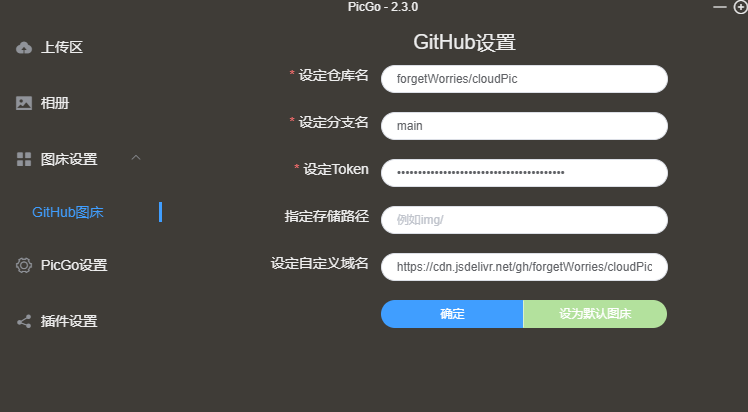 PicGo - 2.3.0
上传区
相册
图床设置
GitHub图床
PicGo设置
插件设置
GitHub设置
* 设定仓库名 forgetWorries/cloudPic
* 设定分支名 main
* 设定Token ••••••••••••••••••••••••••••••••••••••••
指定存储路径 例如img/
设定自定义域名 https://cdn.jsdelivr.net/gh/forgetWorries/cloudPic
确定 设为默认图床